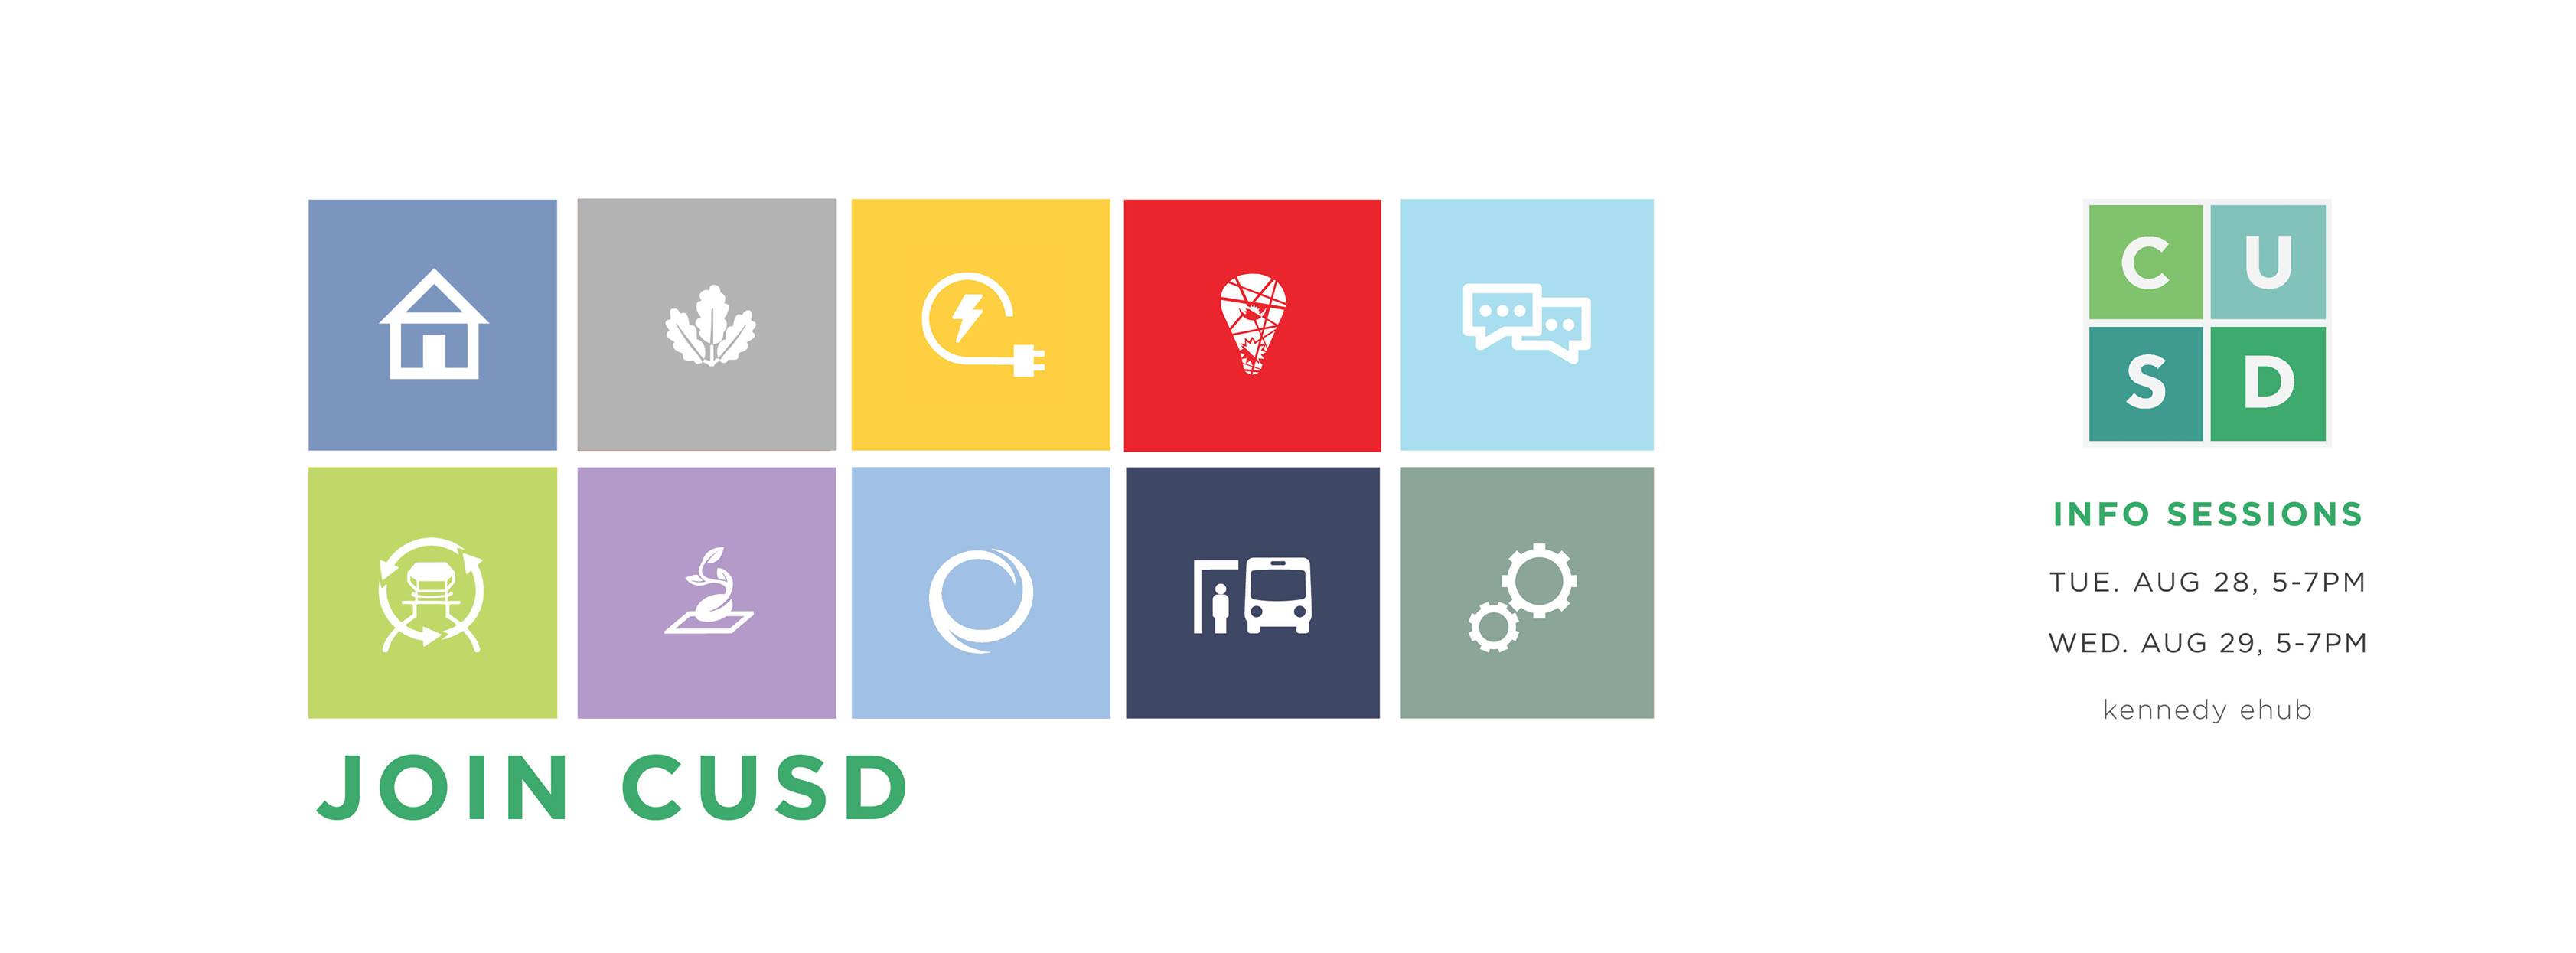 JOIN CUSD
C U
S D
INFO SESSIONS
TUE. AUG 28, 5-7PM
WED. AUG 29, 5-7PM
kennedy ehub